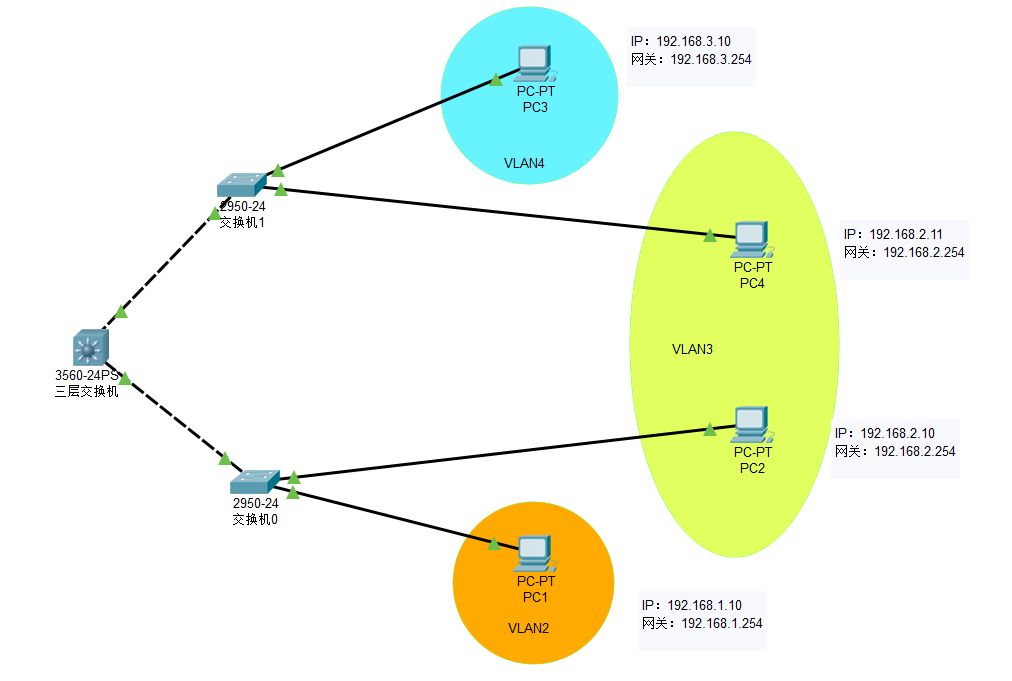 IP：192.168.3.10
网关：192.168.3.254
PC-PT
PC3
VLAN4
2950-24
交换机1
IP：192.168.2.11
网关：192.168.2.254
PC-PT
PC4
VLAN3
3560-24PS
三层交换机
IP：192.168.2.10
网关：192.168.2.254
PC-PT
PC2
2950-24
交换机0
PC-PT
PC1
VLAN2
IP：192.168.1.10
网关：192.168.1.254